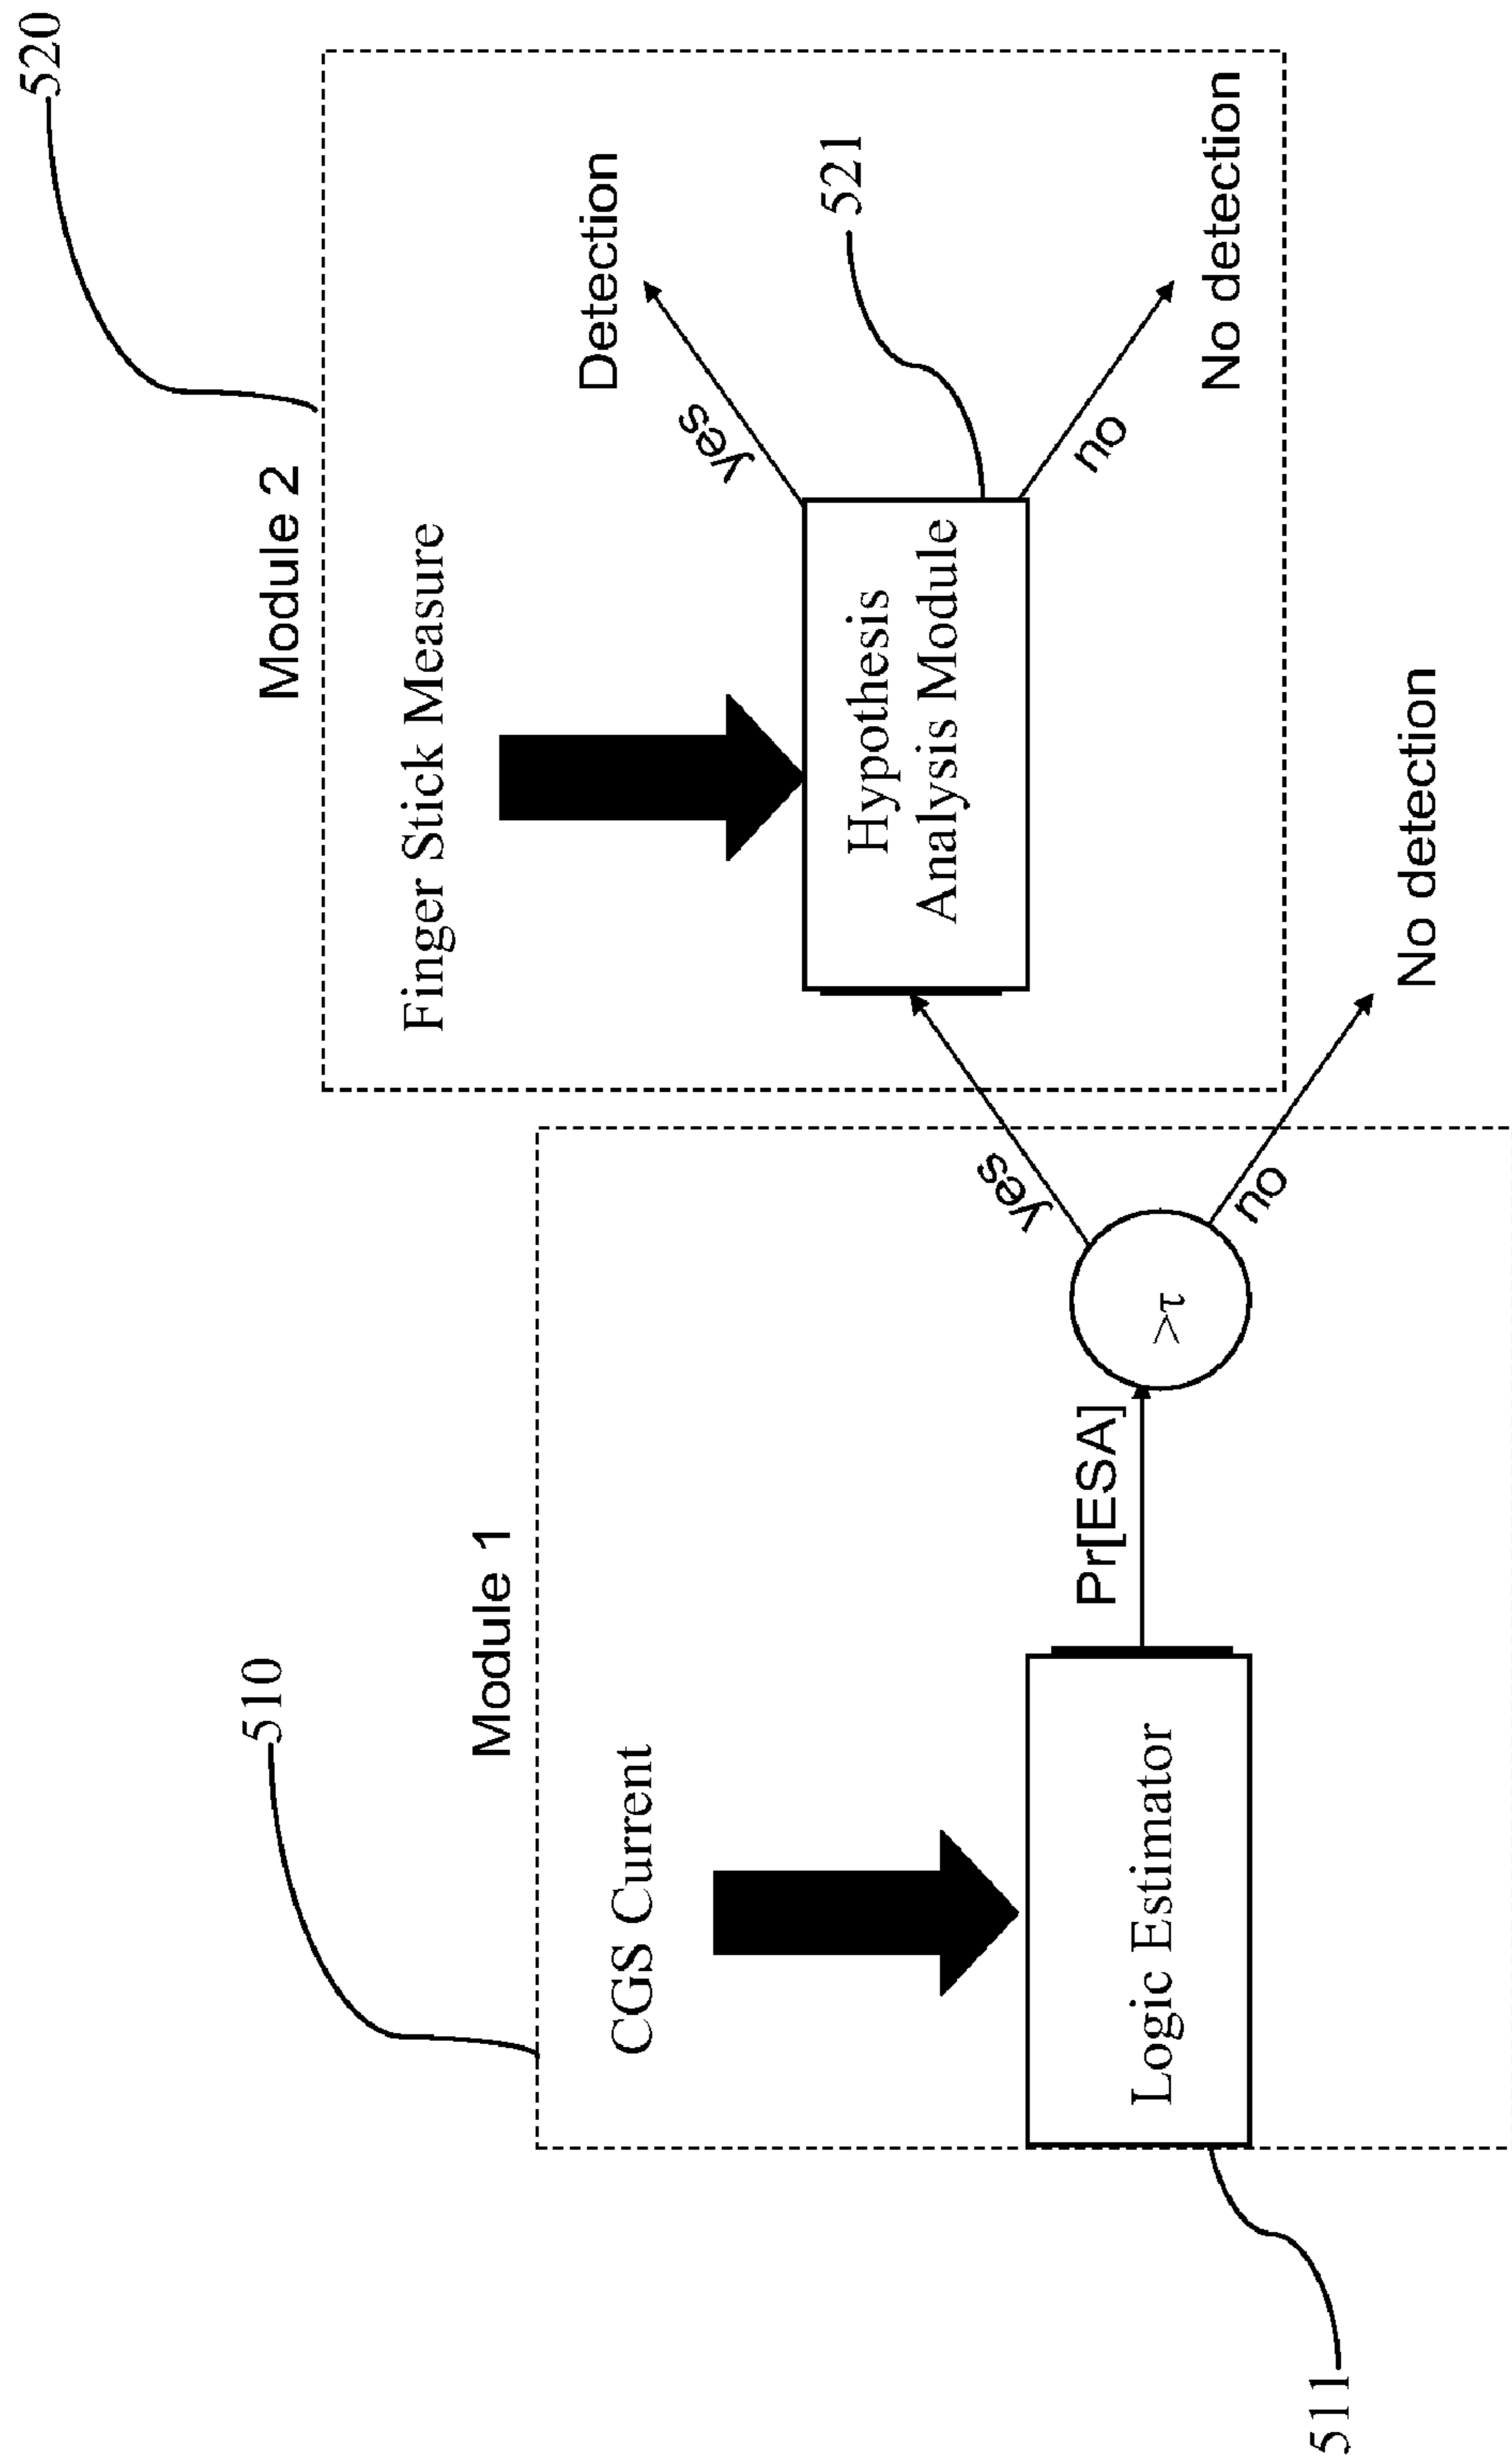 520
Module 2
Finger Stick Measure
yes
Detection
Hypothesis
Analysis Module
521
no
No detection
510
Module 1
CGS Current
Logic Estimator
Pr[ESA]
>τ
yes
no
No detection
511